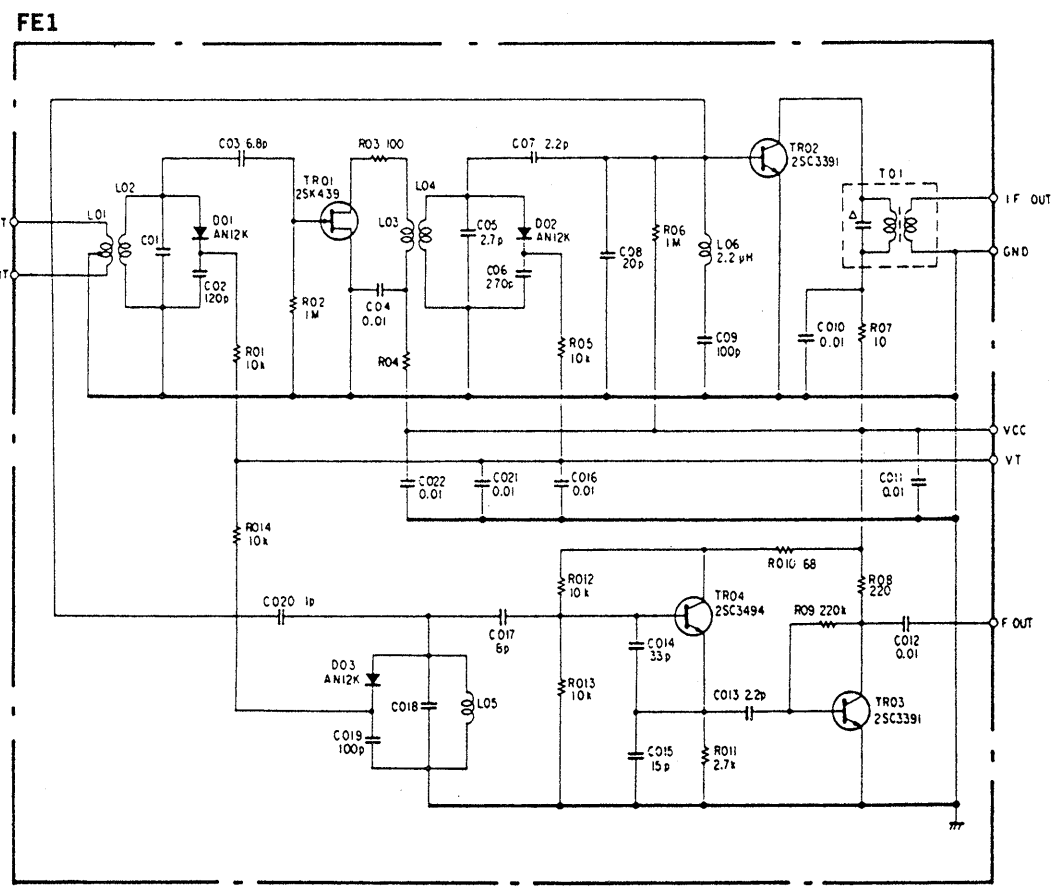 FE1
C03 6.8p
R03 100
C07 2.2p
TR02
2SC3391
L02
TR01
2SK439
L04
T01
L01
D01
AN12K
L03
C05
2.7p
D02
AN12K
IF OUT
C01
C02
120p
C06
270p
C08
20p
R06
1M
L06
2.2µH
Δ
GND
R02
1M
C04
0.01
R01
10k
R04
R05
10k
C09
100p
C010
0.01
R07
10
VCC
VT
C022
0.01
C021
0.01
C016
0.01
C011
0.01
R014
10k
R010 68
R012
10k
R08
220
C020 1p
TR04
2SC3494
R09 220k
F OUT
C017
6p
C014
33p
C012
0.01
D03
AN12K
R013
10k
C013 2.2p
TR03
2SC3391
C018
L05
C019
100p
C015
15p
R011
2.7k